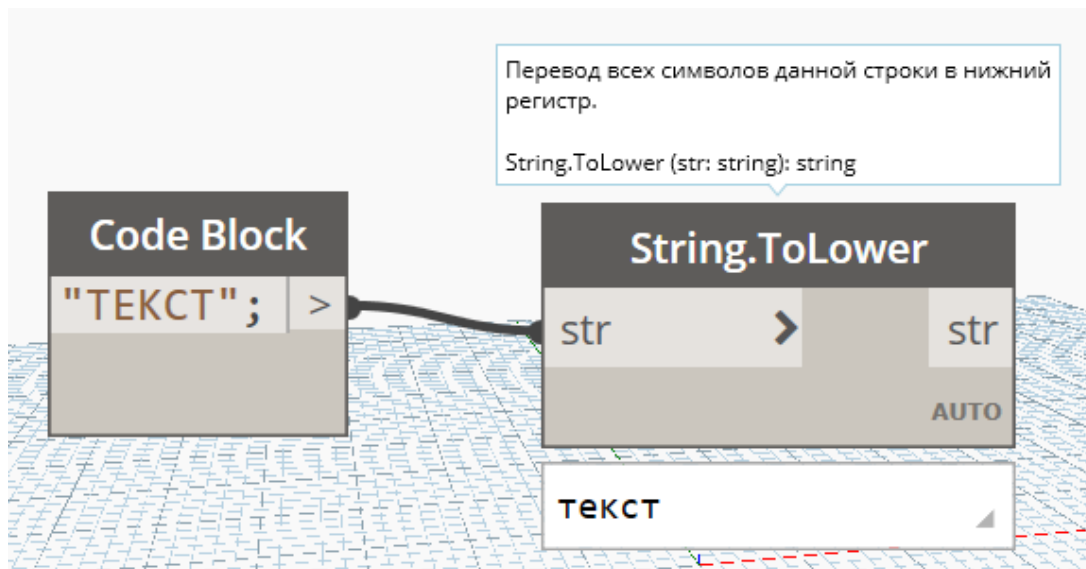 Перевод всех символов данной строки в нижний
регистр.
String.ToLower (str: string): string
Code Block
"ТЕКСТ"; >
String.ToLower
str str
AUTO
текст